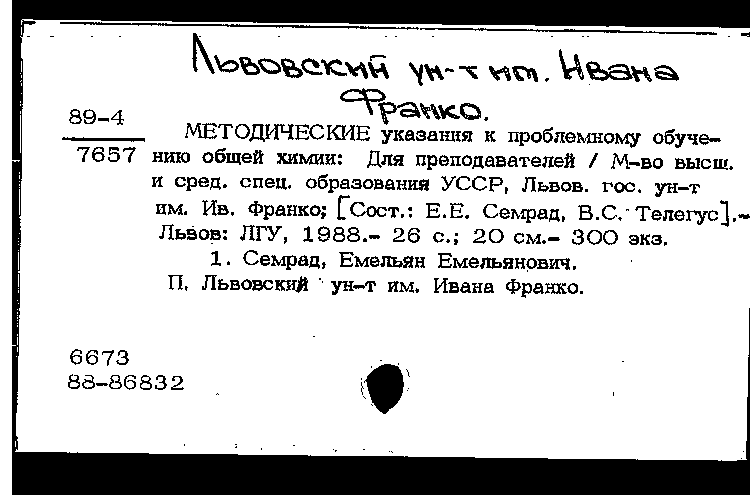 Львовский ун-т им. Ивана
Франко.
89-4
7657
МЕТОДИЧЕСКИЕ указания к проблемному обуче-
нию общей химии: Для преподавателей / М-во высш.
и сред. спец. образования УССР, Львов. гос. ун-т
им. Ив. Франко; [Сост.: Е.Е. Семрад, В.С. Телегус].-
Львов: ЛГУ, 1988.- 26 с.; 20 см.- 300 экз.
1. Семрад, Емельян Емельянович.
П. Львовский ун-т им. Ивана Франко.
6673
88-86832